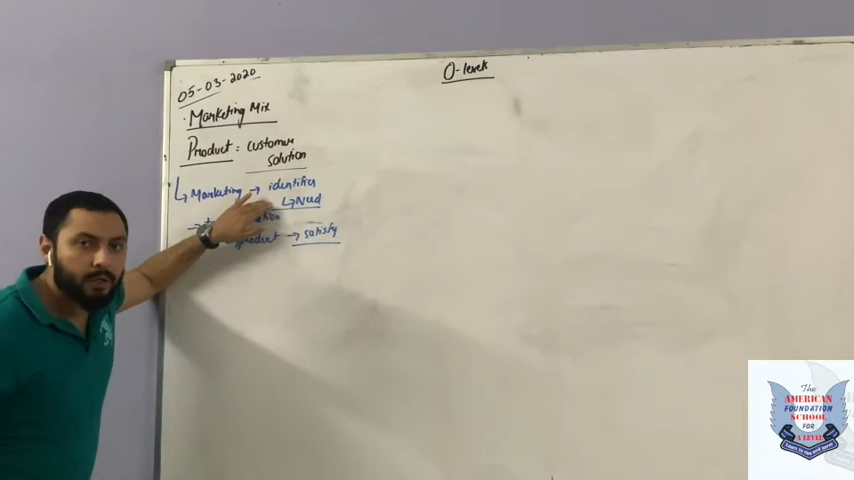 05-03-2020
O-levels
· Marketing Mix
Product = customer
solution
↳ Marketing → identifies
↳ Need
→
product → satisfy
The
AMERICAN
FOUNDATION
SCHOOL
FOR
A LEVEL